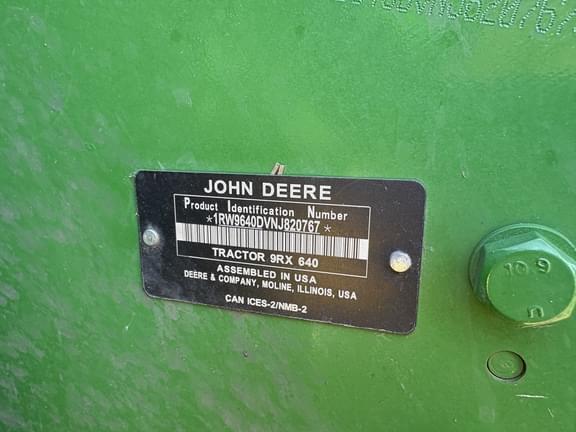 JOHN DEERE
Product Identification Number
*1RW9640DVNJ820767*
TRACTOR 9RX 640
ASSEMBLED IN USA
DEERE & COMPANY, MOLINE, ILLINOIS, USA
CAN ICES-2/NMB-2
10 9
n